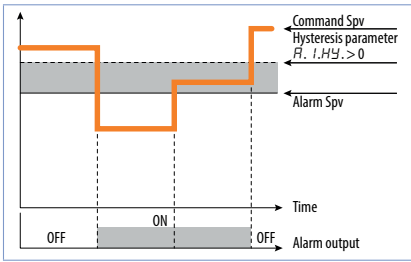 Command Spv
Hysteresis parameter
A. 1.HY. > 0
Alarm Spv
Time
ON
OFF
OFF
Alarm output